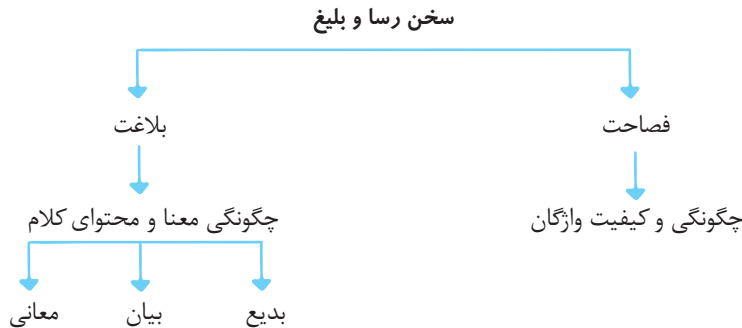 سخن رسا و بلیغ
فصاحت
بلاغت
چگونگی و کیفیت واژگان
چگونگی معنا و محتوای کلام
بدیع
بیان
معانی